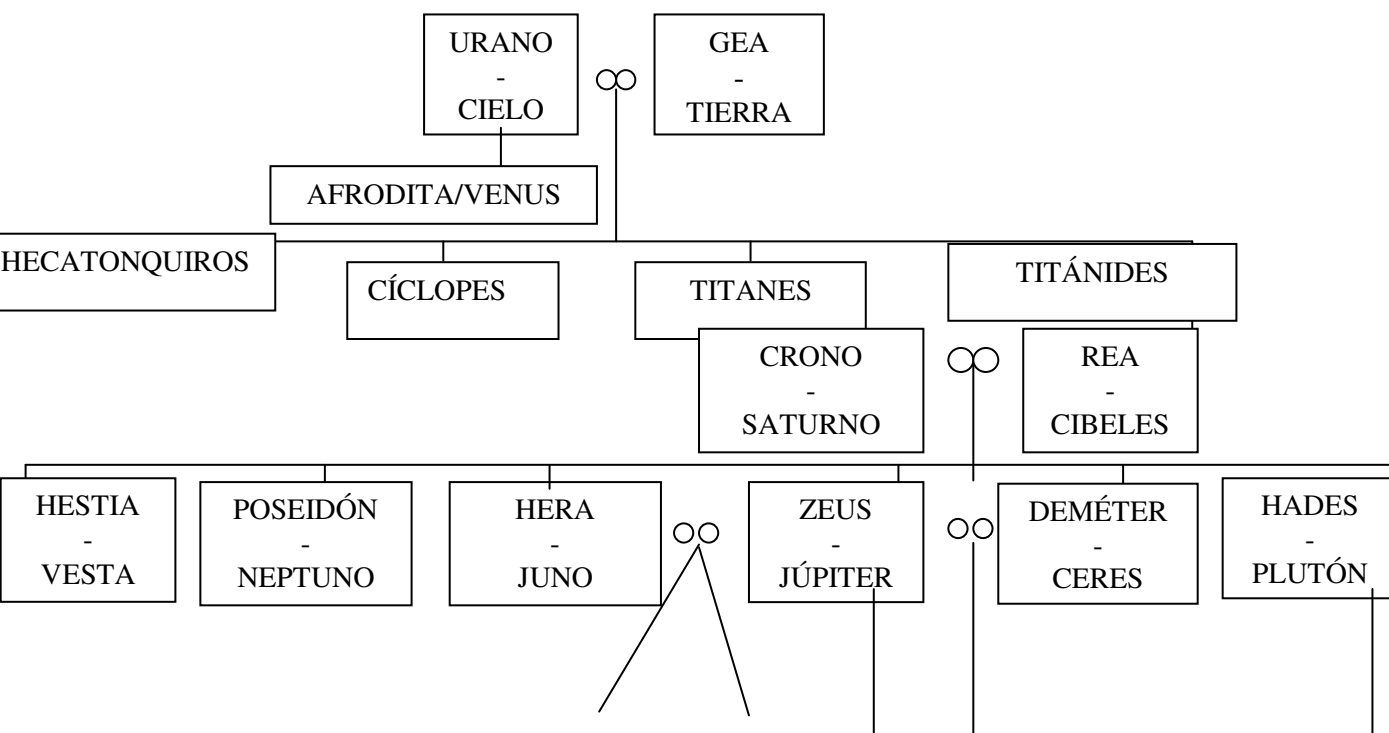 URANO
-
CIELO
GEA
-
TIERRA
AFRODITA/VENUS
HECATONQUIROS
CÍCLOPES
TITANES
TITÁNIDES
CRONO
-
SATURNO
REA
-
CIBELES
HESTIA
-
VESTA
POSEIDÓN
-
NEPTUNO
HERA
-
JUNO
ZEUS
-
JÚPITER
DEMÉTER
-
CERES
HADES
-
PLUTÓN